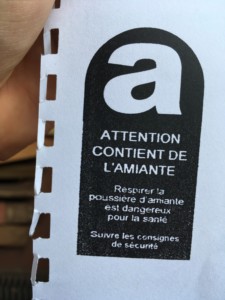 a
ATTENTION
CONTIENT DE
L'AMIANTE
Respirer la
poussière d'amiante
est dangereux
pour la santé
Suivre les consignes
de sécurité